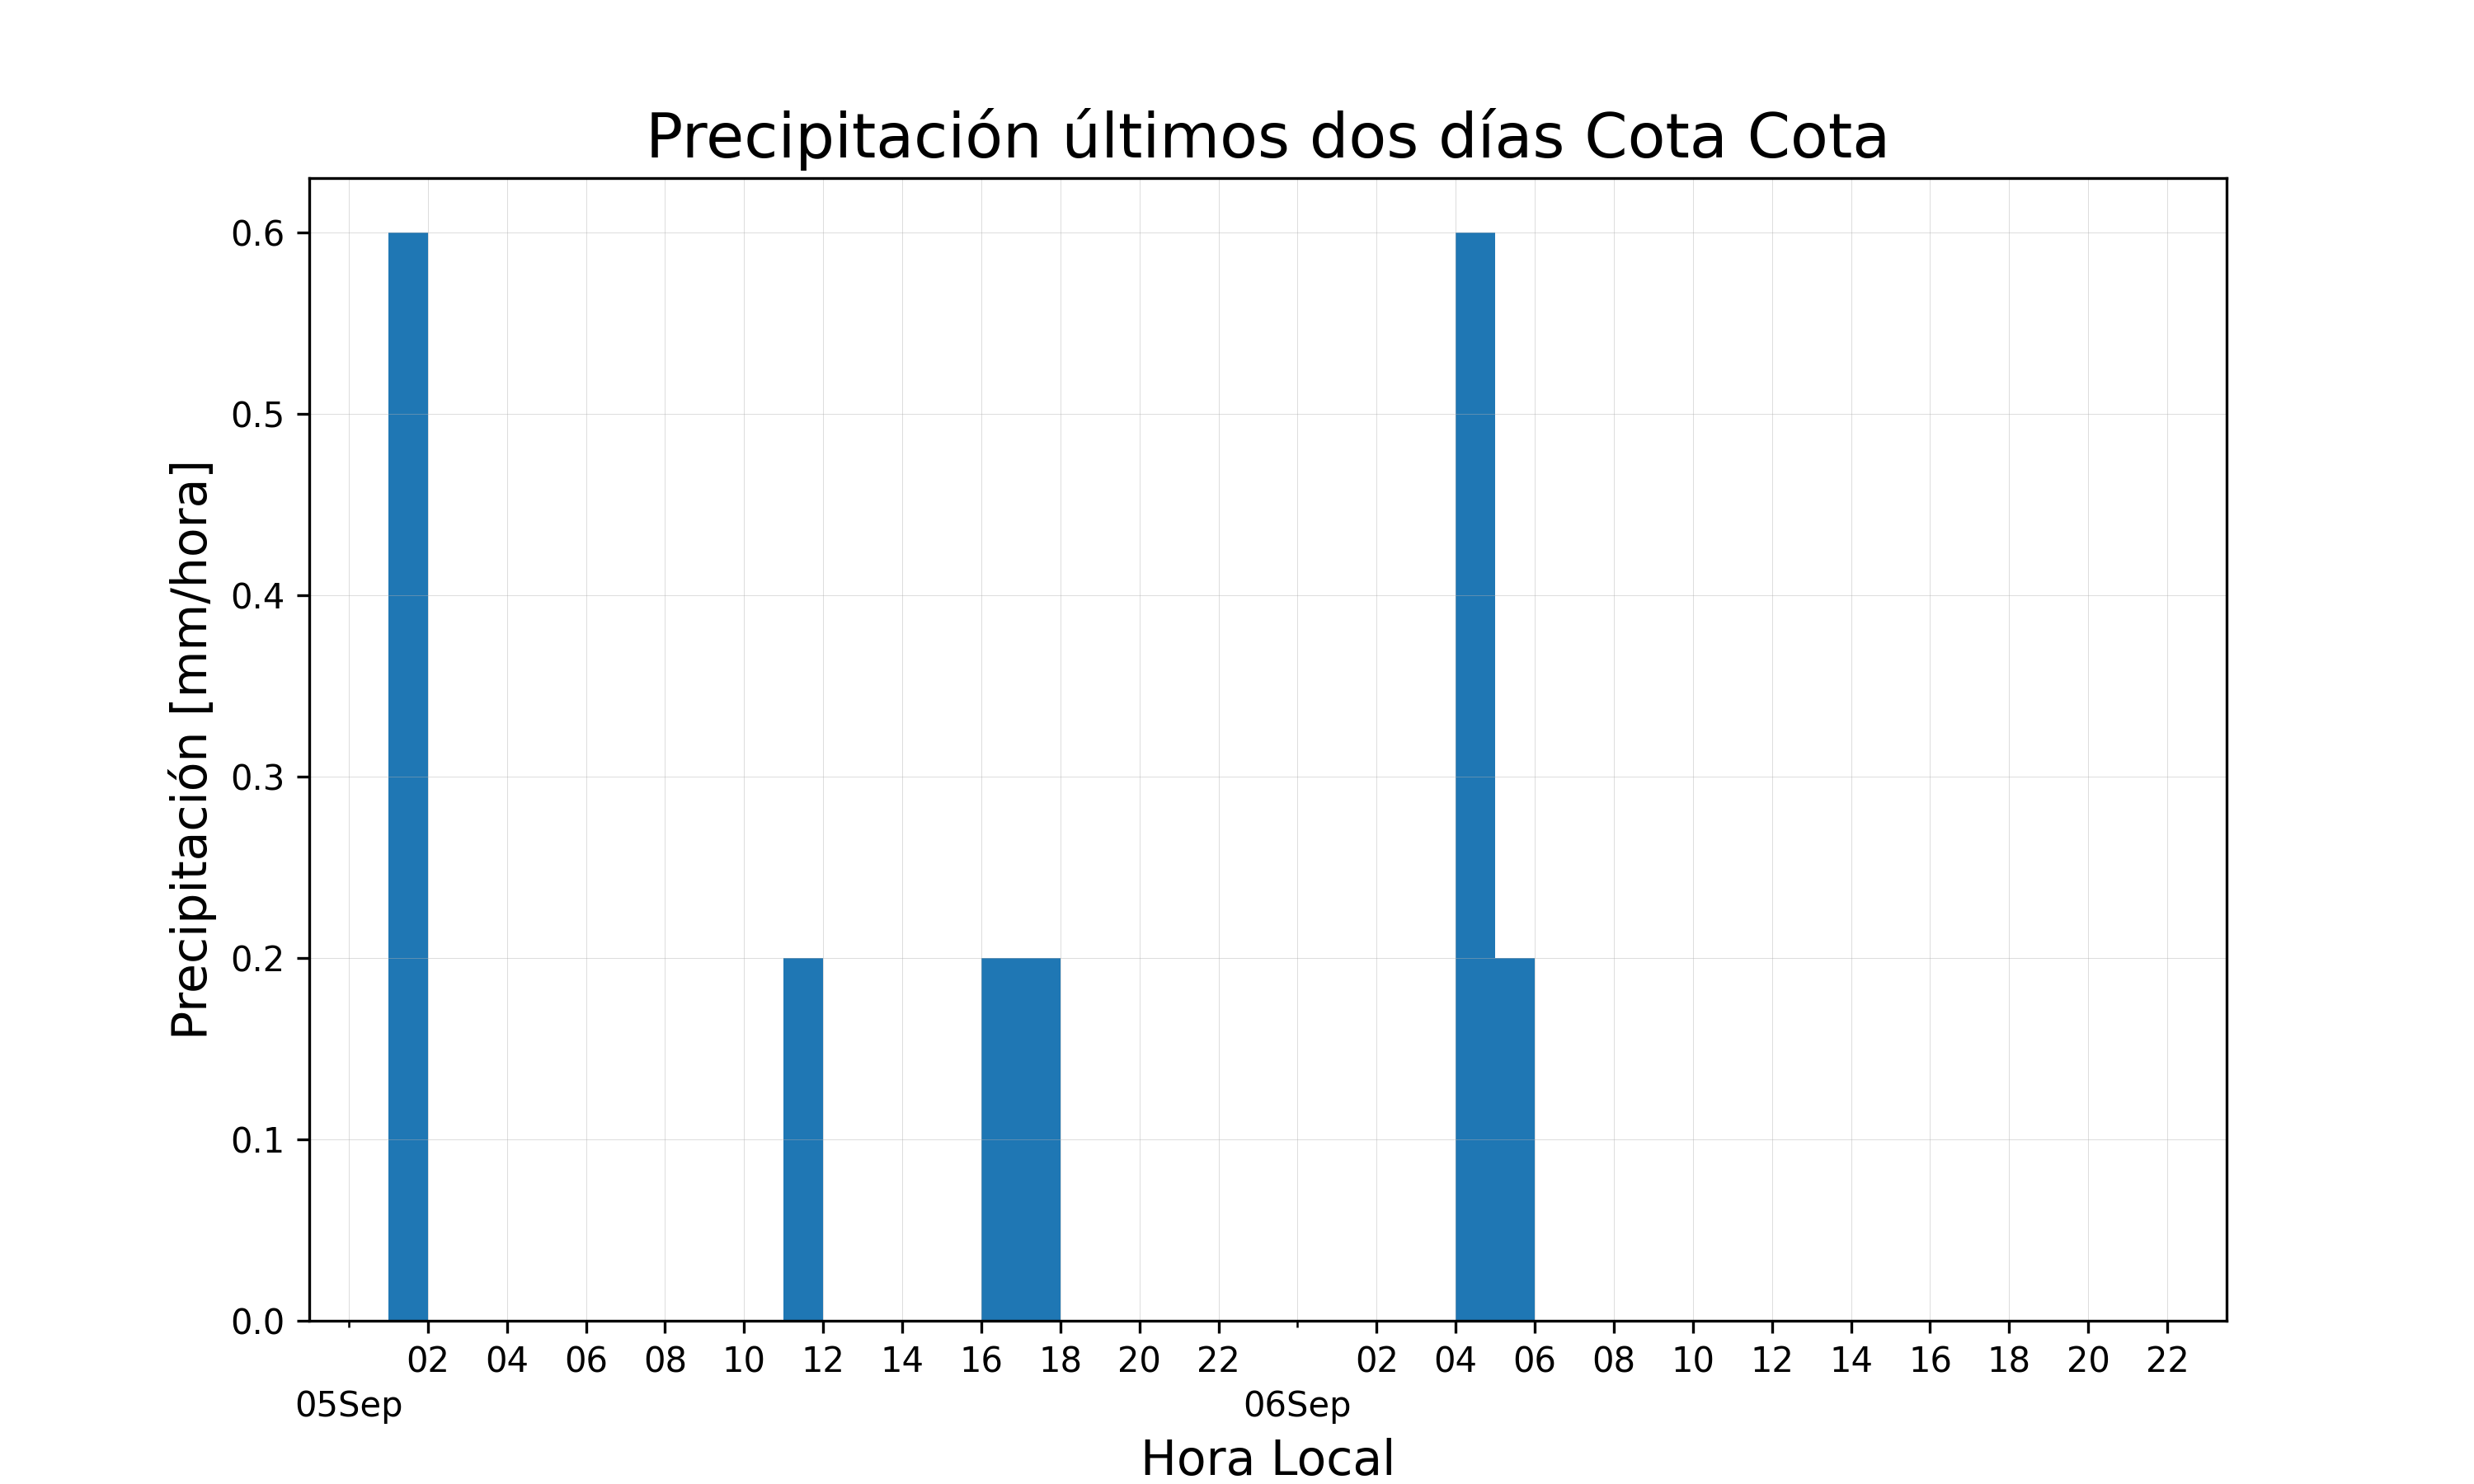 Precipitación últimos dos días Cota Cota
Precipitación [mm/hora]
0.6
0.5
0.4
0.3
0.2
0.1
0.0
02 04 06 08 10 12 14 16 18 20 22 02 04 06 08 10 12 14 16 18 20 22
05Sep 06Sep
Hora Local